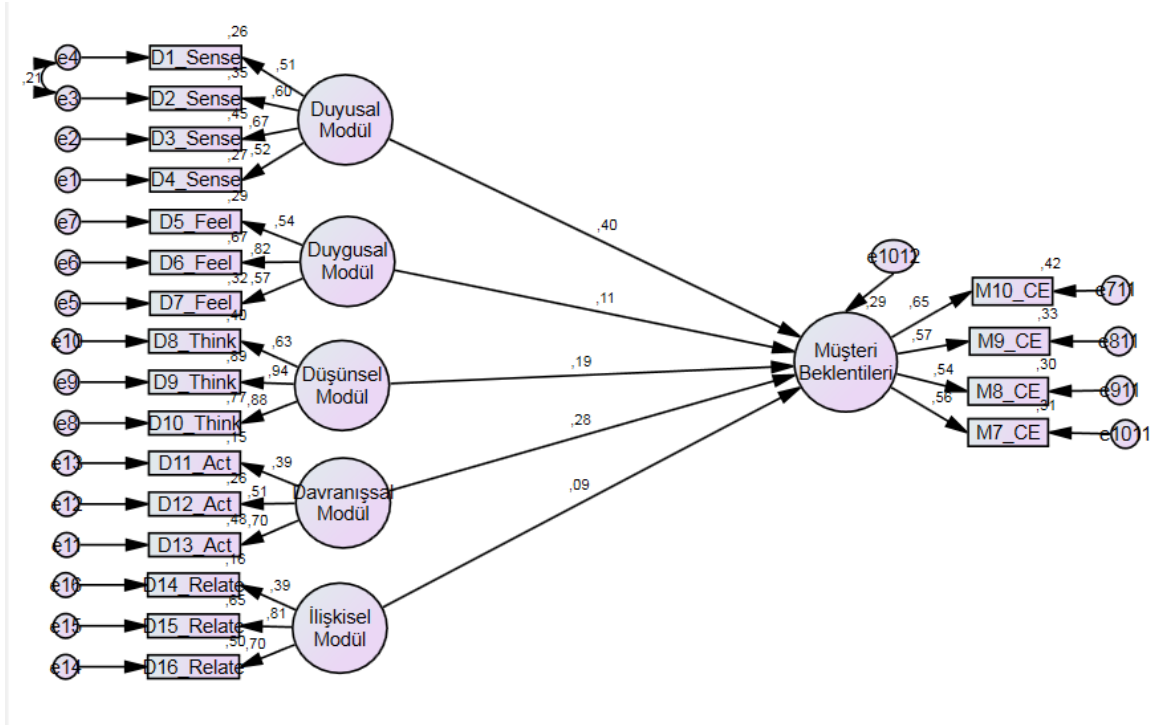 ,26
e4
D1_Sense
,51
,35
,21
e3
D2_Sense
,60
,45
e2
D3_Sense
,67
,27
,52
e1
D4_Sense
Duyusal
Modül
,29
e7
D5_Feel
,54
,67
e6
D6_Feel
,82
,32
,57
e5
D7_Feel
Duygusal
Modül
,40
e10
D8_Think
,63
,89
e9
D9_Think
,94
,77
,88
e8
D10_Think
Düşünsel
Modül
,15
e13
D11_Act
,39
,26
e12
D12_Act
,51
,48
,70
e11
D13_Act
Davranışsal
Modül
,16
e16
D14_Relate
,39
,65
e15
D15_Relate
,81
,50
,70
e14
D16_Relate
İlişkisel
Modül
,40
,11
,19
,28
,09
e1012
,29
Müşteri
Beklentileri
,65
,42
M10_CE
e711
,57
,33
M9_CE
e811
,54
,30
M8_CE
e911
,56
,31
M7_CE
e1011